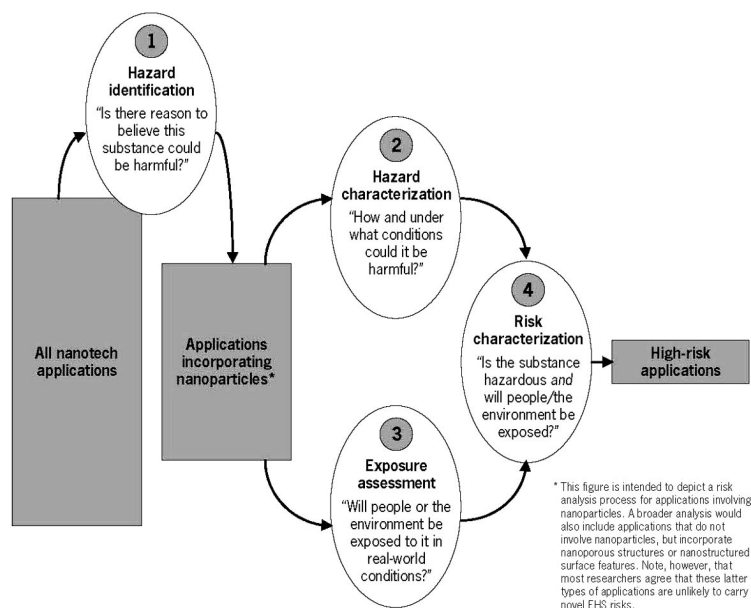 1
Hazard
identification
“Is there reason to
believe this
substance could
be harmful?”
All nanotech
applications
Applications
incorporating
nanoparticles*
2
Hazard
characterization
“How and under
what conditions
could it be
harmful?”
3
Exposure
assessment
“Will people or the
environment be
exposed to it in
real-world
conditions?”
4
Risk
characterization
“Is the substance
hazardous and
will people/the
environment be
exposed?”
High-risk
applications
* This figure is intended to depict a risk
analysis process for applications involving
nanoparticles. A broader analysis would
also include applications that do not
involve nanoparticles, but incorporate
nanoporous structures or nanostructured
surface features. Note, however, that
most researchers agree that these latter
types of applications are unlikely to carry
novel EHS risks.